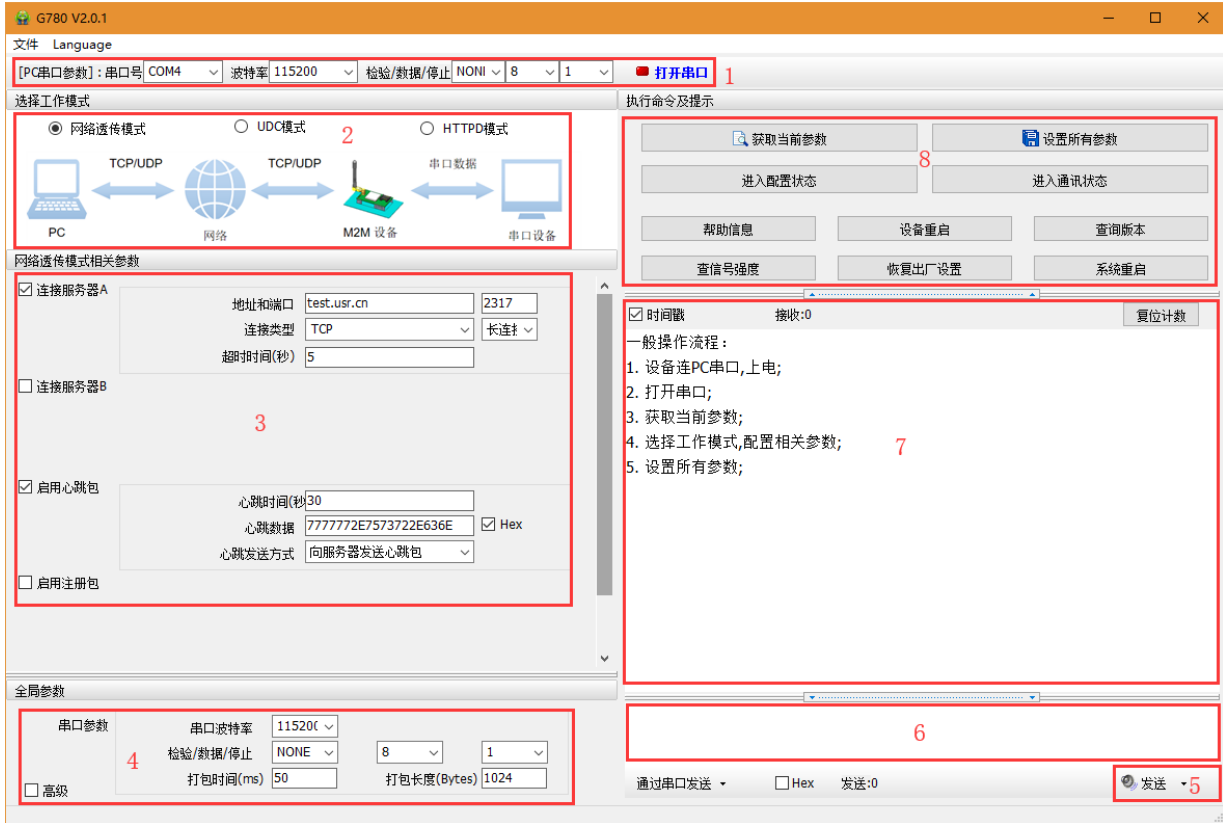 G780 V2.0.1
文件 Language
[PC串口参数]：串口号 COM4 波特率 115200 检验/数据/停止 NONI 8 1 打开串口 1
选择工作模式
网络透传模式 UDC模式 2 HTTPD模式
TCP/UDP TCP/UDP 串口数据
PC 网络 M2M 设备 串口设备
网络透传模式相关参数
连接服务器A
地址和端口 test.usr.cn 2317
连接类型 TCP 长连接
超时时间(秒) 5
连接服务器B
3
启用心跳包
心跳时间(秒 30
心跳数据 7777772E7573722E636E Hex
心跳发送方式 向服务器发送心跳包
启用注册包
全局参数
串口参数 串口波特率 11520(
检验/数据/停止 NONE 8 1
4
打包时间(ms) 50 打包长度(Bytes) 1024
高级
执行命令及提示
获取当前参数 设置所有参数
8
进入配置状态 进入通讯状态
帮助信息 设备重启 查询版本
查信号强度 恢复出厂设置 系统重启
时间戳 接收:0 复位计数
一般操作流程：
1. 设备连PC串口,上电;
2. 打开串口;
3. 获取当前参数;
4. 选择工作模式,配置相关参数;
7
5. 设置所有参数;
6
通过串口发送 Hex 发送:0 发送 5